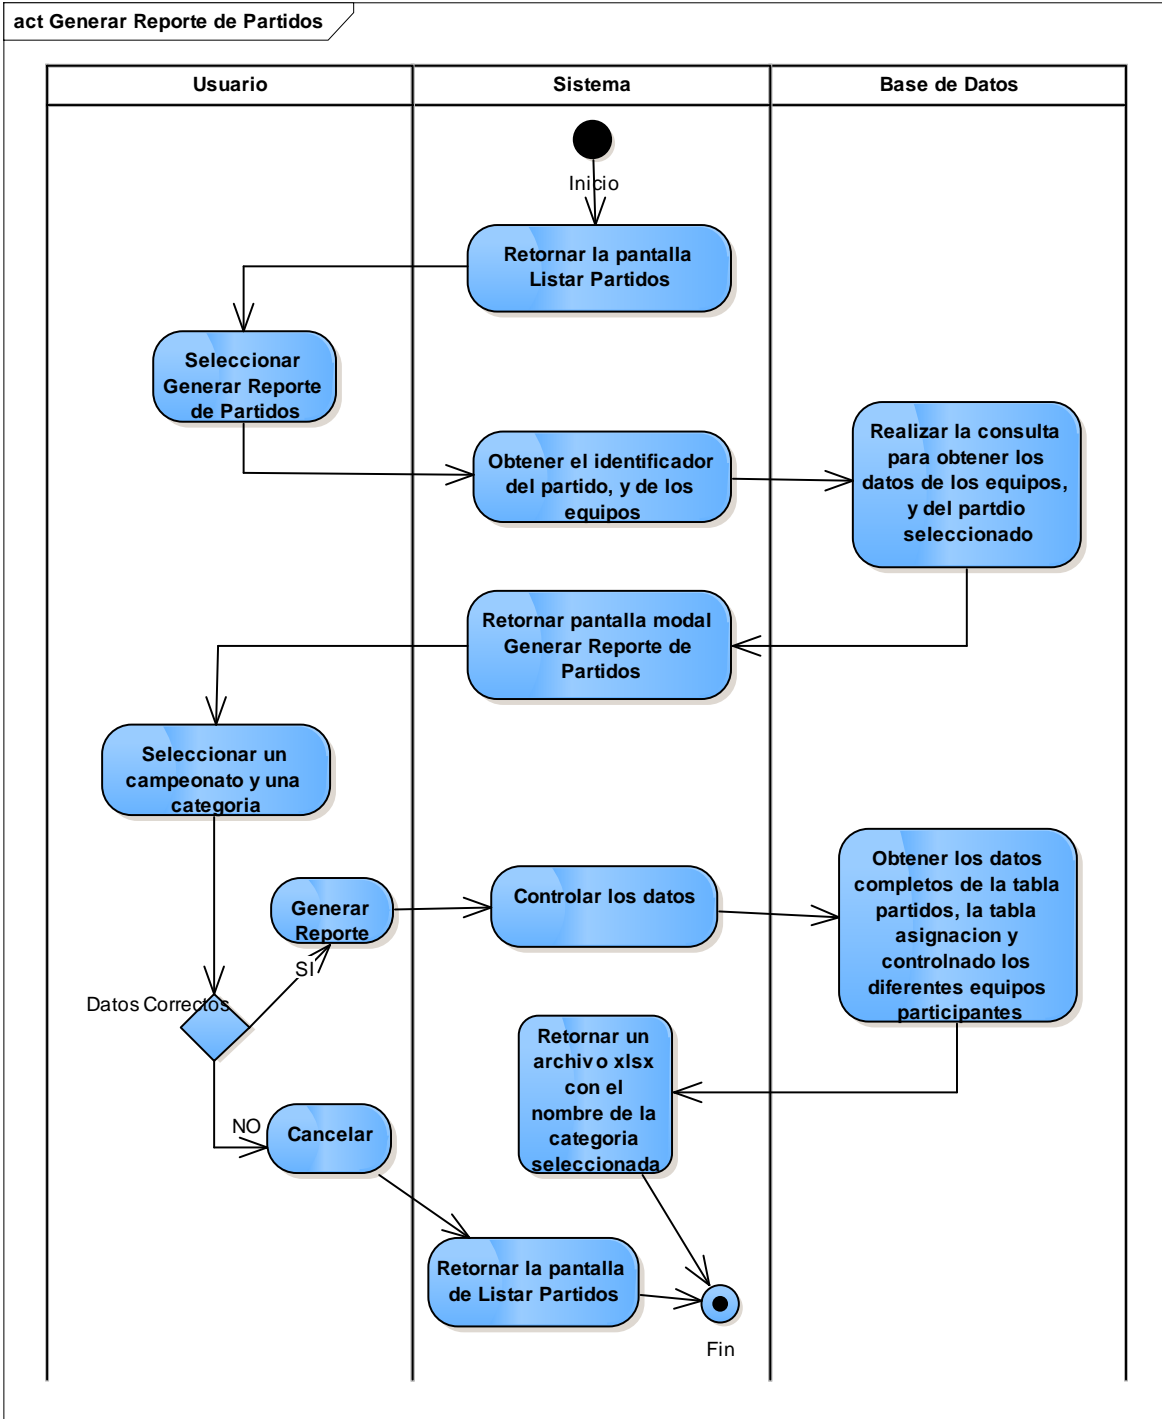 act Generar Reporte de Partidos
Usuario
Sistema
Base de Datos
Inicio
Retornar la pantalla
Listar Partidos
Seleccionar
Generar Reporte
de Partidos
Obtener el identificador
del partido, y de los
equipos
Realizar la consulta
para obtener los
datos de los equipos,
y del partdio
seleccionado
Retornar pantalla modal
Generar Reporte de
Partidos
Seleccionar un
campeonato y una
categoria
Generar
Reporte
Controlar los datos
Obtener los datos
completos de la tabla
partidos, la tabla
asignacion y
controlnado los
diferentes equipos
participantes
SI
Datos Correctos
Retornar un
archivo xlsx
con el
nombre de la
categoria
seleccionada
NO
Cancelar
Retornar la pantalla
de Listar Partidos
Fin